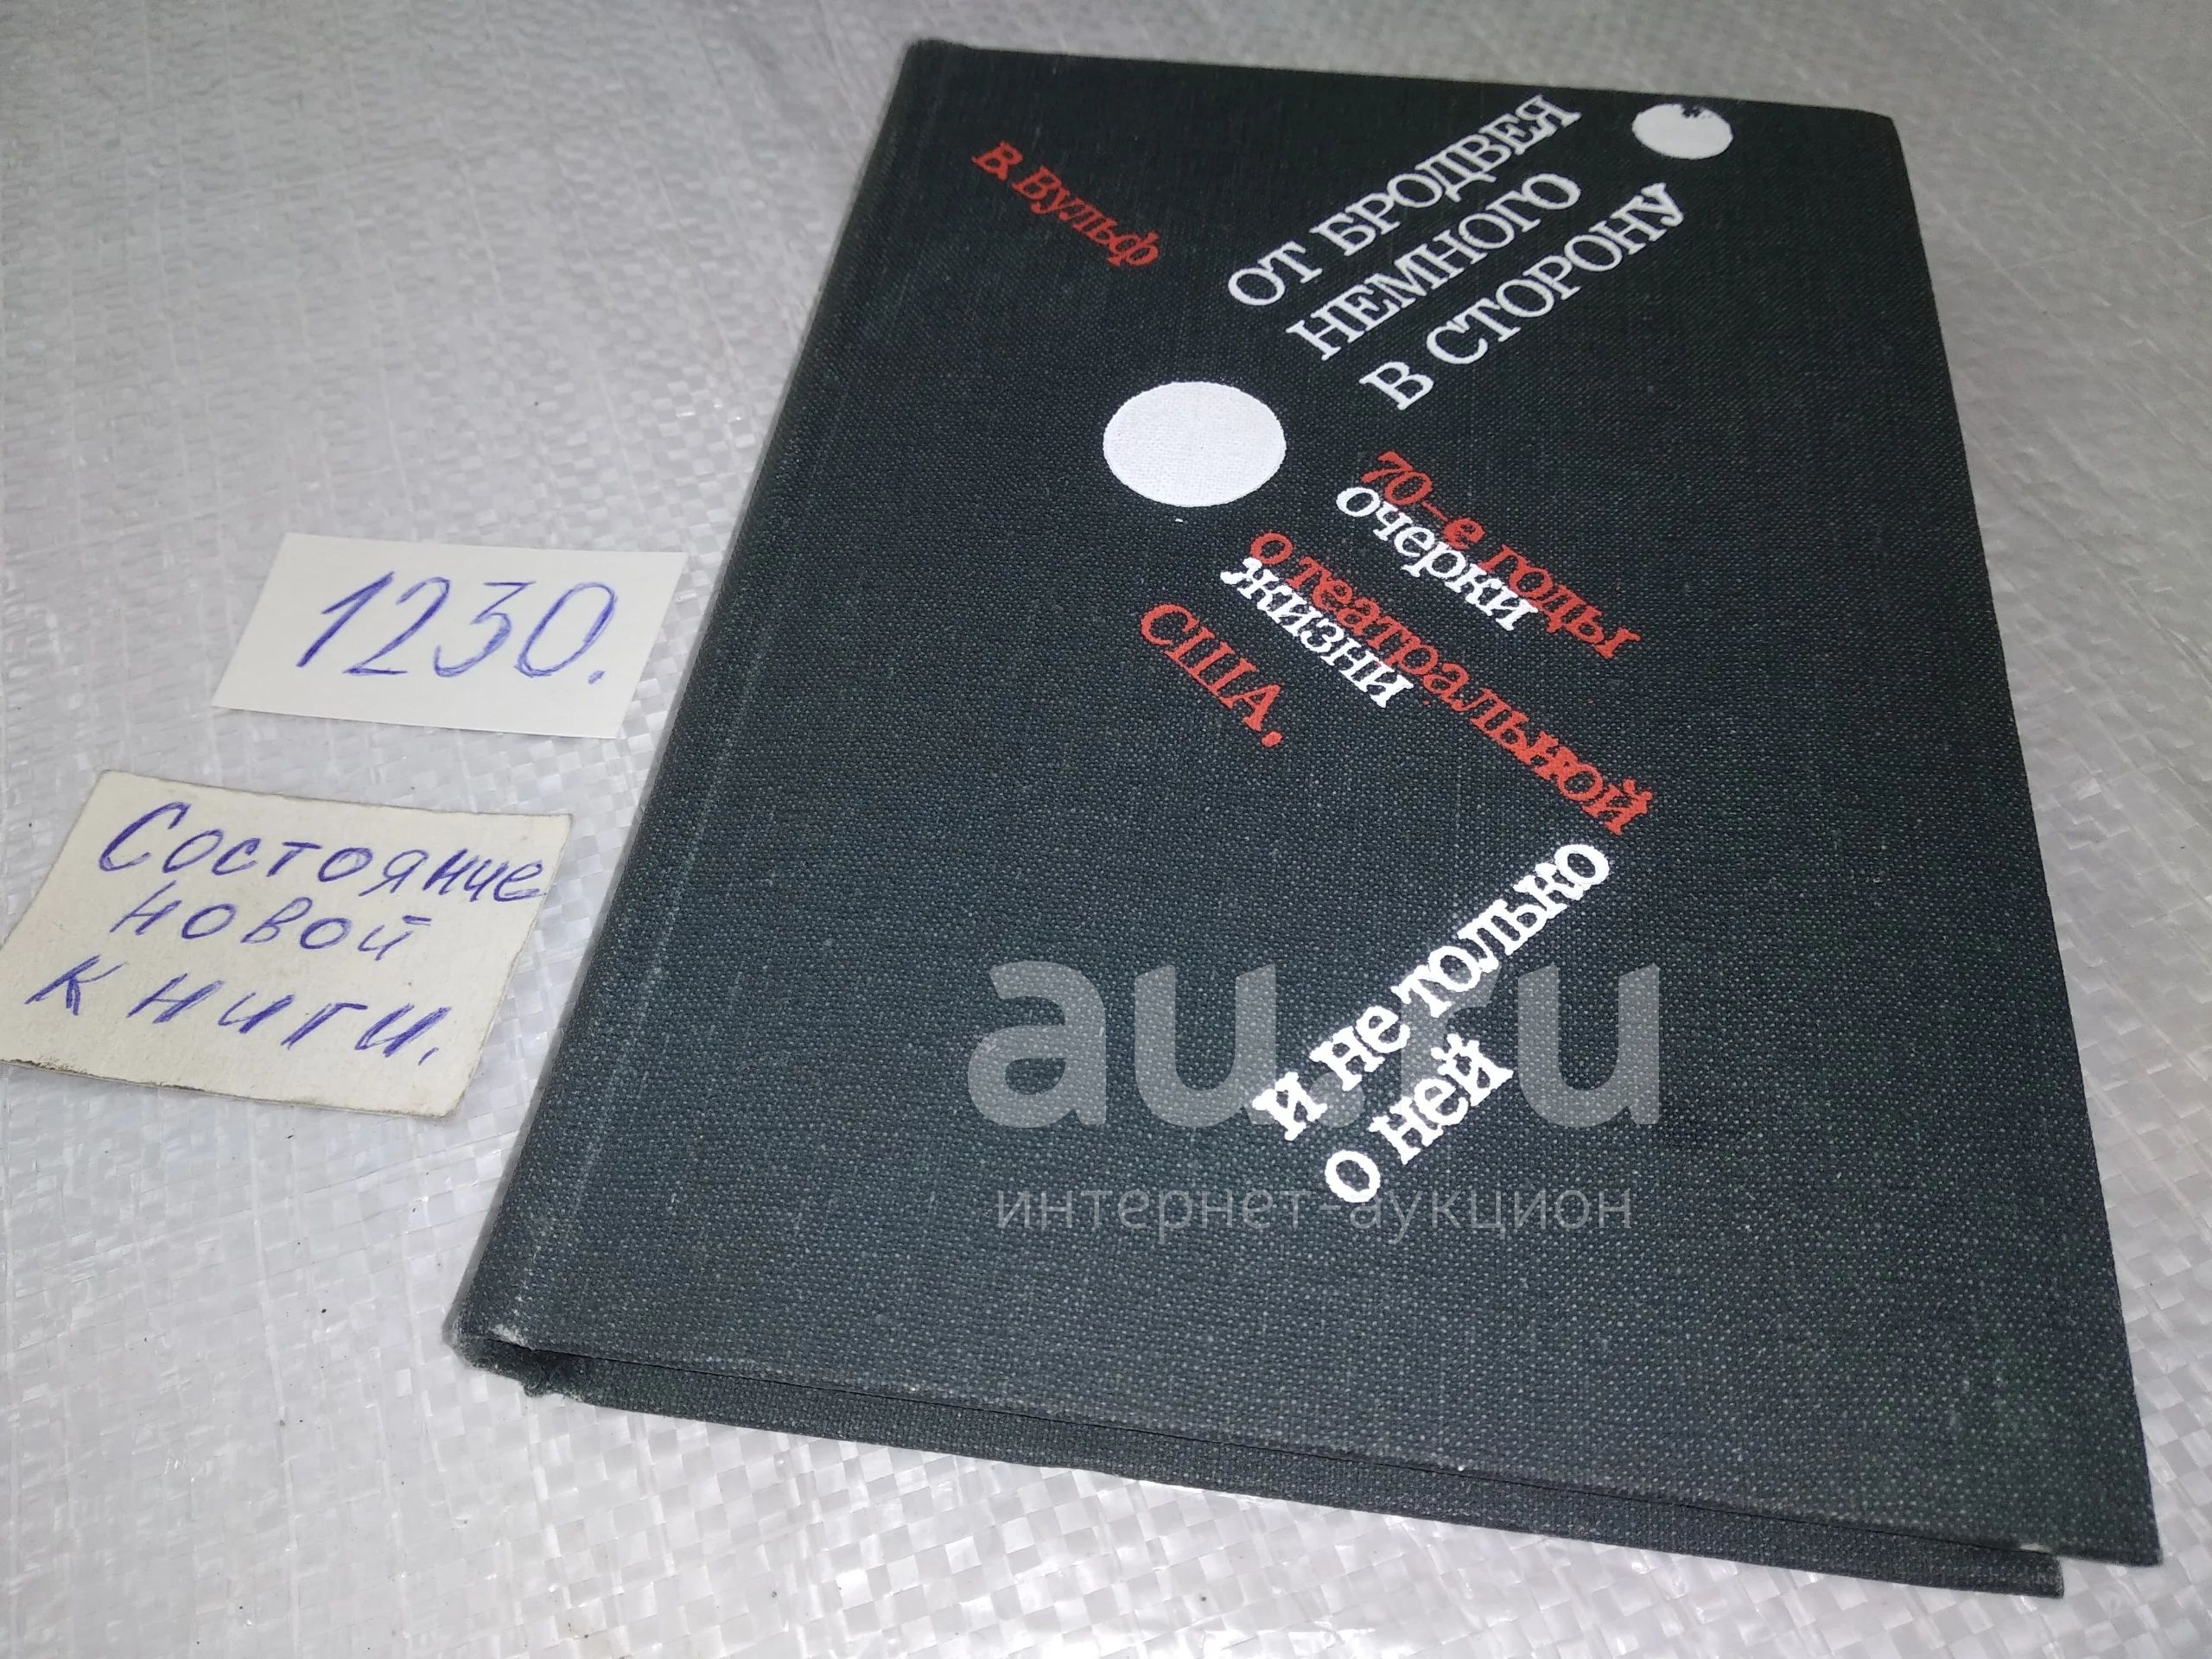 В. Вульф
ОТ БРОДВЕЯ
НЕМНОГО
В СТОРОНУ
70-е годы
очерки
о театральной
жизни
США,
и не только
о ней
1230.
Состояние
новой
книги.
au.ru
интернет-аукцион